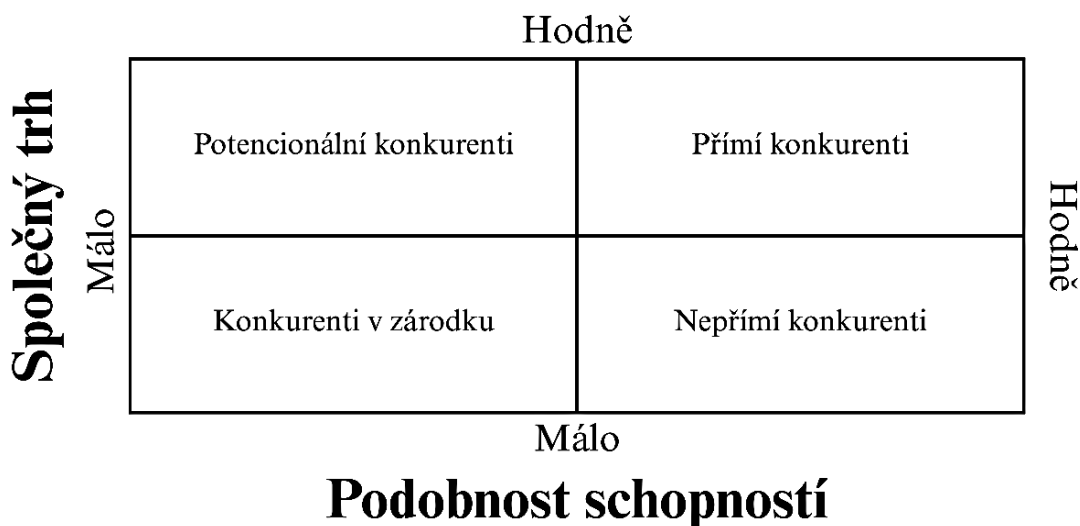 Hodně
Společný trh
Málo
Potencionální konkurenti
Přímí konkurenti
Hodně
Konkurenti v zárodku
Nepřímí konkurenti
Málo
Podobnost schopností